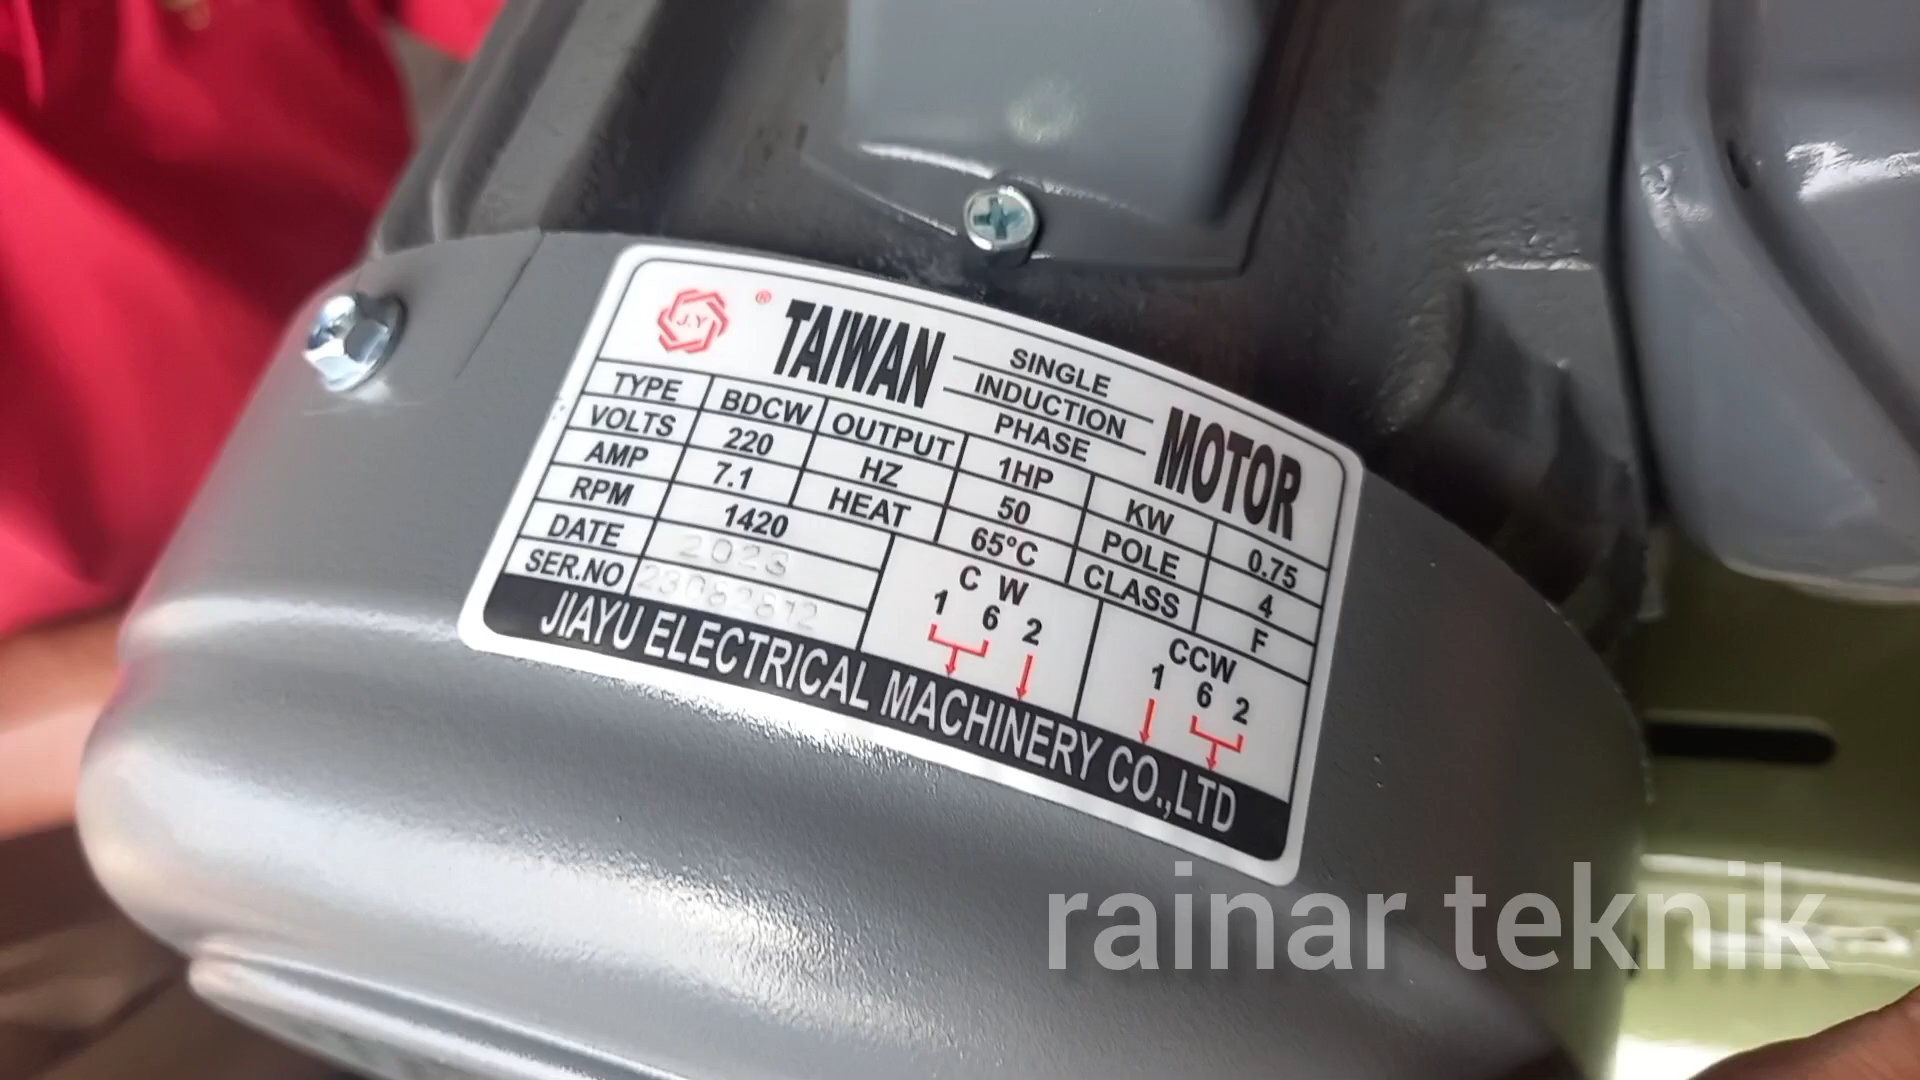 J.Y ®
TAIWAN SINGLE INDUCTION PHASE MOTOR
TYPE BDCW OUTPUT 1HP KW 0.75
VOLTS 220 HZ 50 POLE 4
AMP 7.1 HEAT 65°C CLASS F
RPM 1420
DATE 2023
SER.NO 23082812
C W
1 6 2
CCW
1 6 2
JIAYU ELECTRICAL MACHINERY CO.,LTD
rainar teknik